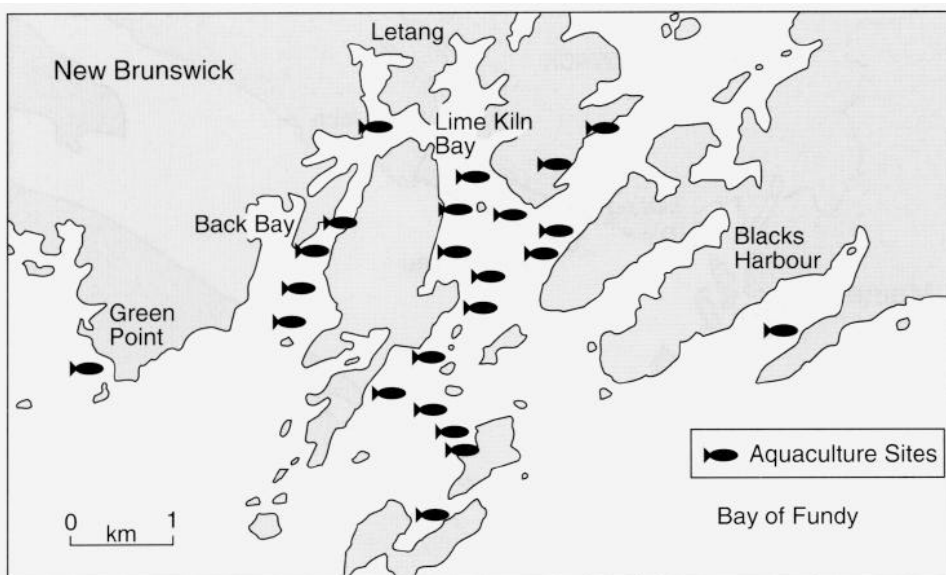 Letang
New Brunswick
Lime Kiln
Bay
Back Bay
Blacks
Harbour
Green
Point
Aquaculture Sites
0 1
km
Bay of Fundy